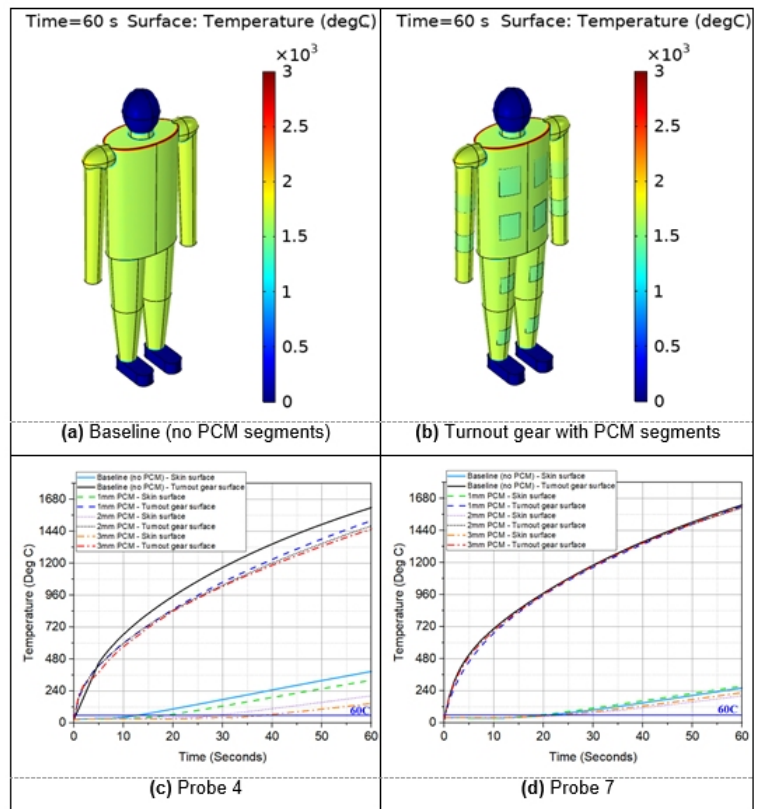 Time=60 s Surface: Temperature (degC)
×10³
3
2.5
2
1.5
1
0.5
0
(a) Baseline (no PCM segments)
Time=60 s Surface: Temperature (degC)
×10³
3
2.5
2
1.5
1
0.5
0
(b) Turnout gear with PCM segments
Baseline (no PCM) - Skin surface
Baseline (no PCM) - Turnout gear surface
1mm PCM - Skin surface
1mm PCM - Turnout gear surface
2mm PCM - Skin surface
2mm PCM - Turnout gear surface
3mm PCM - Skin surface
3mm PCM - Turnout gear surface
Temperature (Deg C)
1680
1440
1200
960
720
480
240
0
60C
0 10 20 30 40 50 60
Time (Seconds)
(c) Probe 4
Baseline (no PCM) - Skin surface
Baseline (no PCM) - Turnout gear surface
1mm PCM - Skin surface
1mm PCM - Turnout gear surface
2mm PCM - Skin surface
2mm PCM - Turnout gear surface
3mm PCM - Skin surface
3mm PCM - Turnout gear surface
Temperature (Deg C)
1680
1440
1200
960
720
480
240
0
60C
0 10 20 30 40 50 60
Time (Seconds)
(d) Probe 7